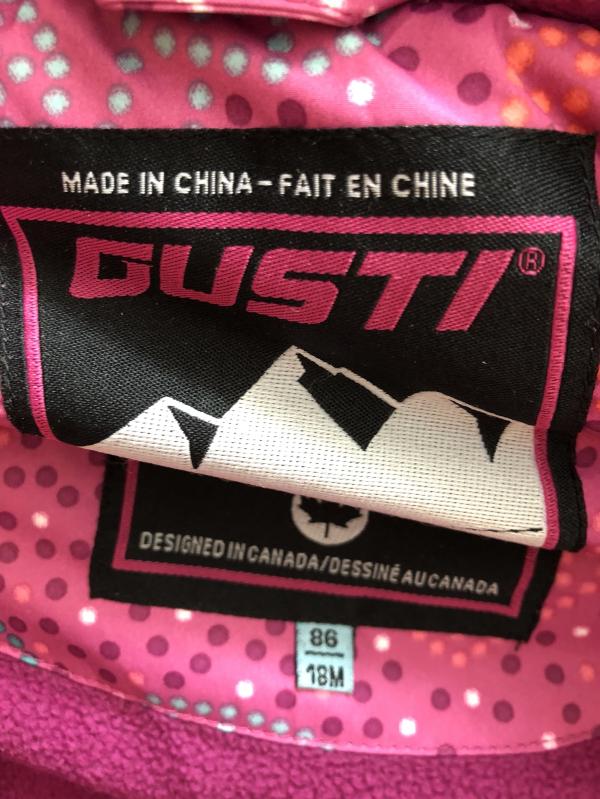 MADE IN CHINA - FAIT EN CHINE
GUSTI®
DESIGNED IN CANADA/DESSINÉ AU CANADA
86
18M